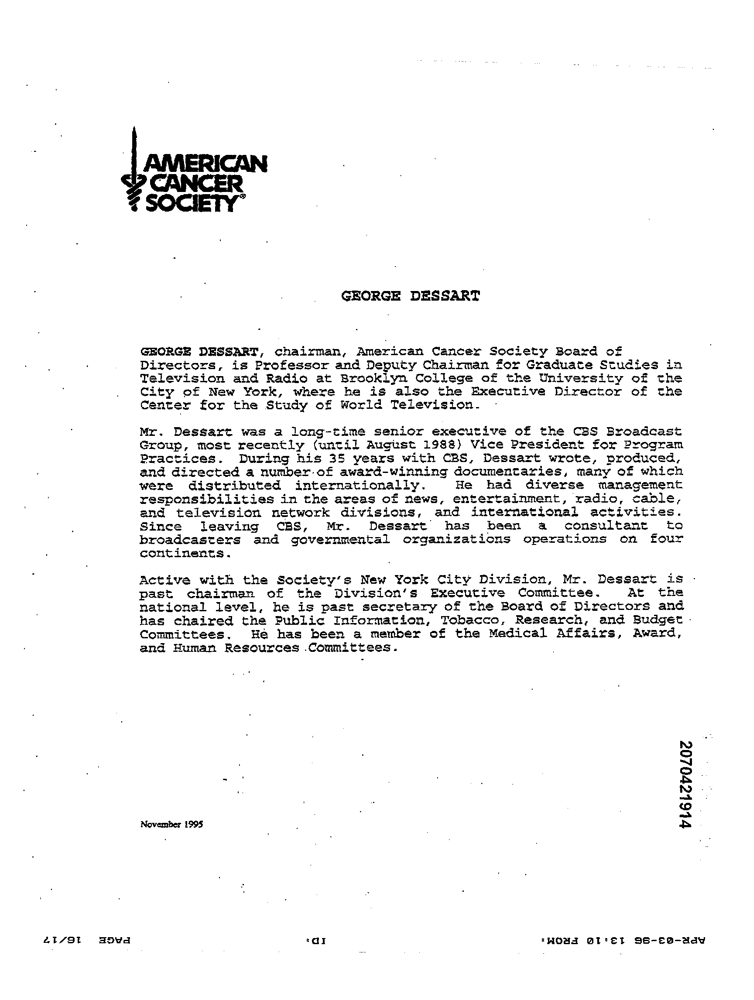 AMERICAN
CANCER
SOCIETY®
GEORGE DESSART
GEORGE DESSART, chairman, American Cancer Society Board of
Directors, is Professor and Deputy Chairman for Graduate Studies in
Television and Radio at Brooklyn College of the University of the
City of New York, where he is also the Executive Director of the
Center for the Study of World Television.
Mr. Dessart was a long-time senior executive of the CBS Broadcast
Group, most recently (until August 1988) Vice President for Program
Practices. During his 35 years with CBS, Dessart wrote, produced,
and directed a number of award-winning documentaries, many of which
were distributed internationally. He had diverse management
responsibilities in the areas of news, entertainment, radio, cable,
and television network divisions, and international activities.
Since leaving CBS, Mr. Dessart has been a consultant to
broadcasters and governmental organizations operations on four
continents.
Active with the Society's New York City Division, Mr. Dessart is
past chairman of the Division's Executive Committee. At the
national level, he is past secretary of the Board of Directors and
has chaired the Public Information, Tobacco, Research, and Budget
Committees. He has been a member of the Medical Affairs, Award,
and Human Resources Committees.
2070421914
November 1995
APR-03-96 13:10 FROM: ID: PAGE 16/17